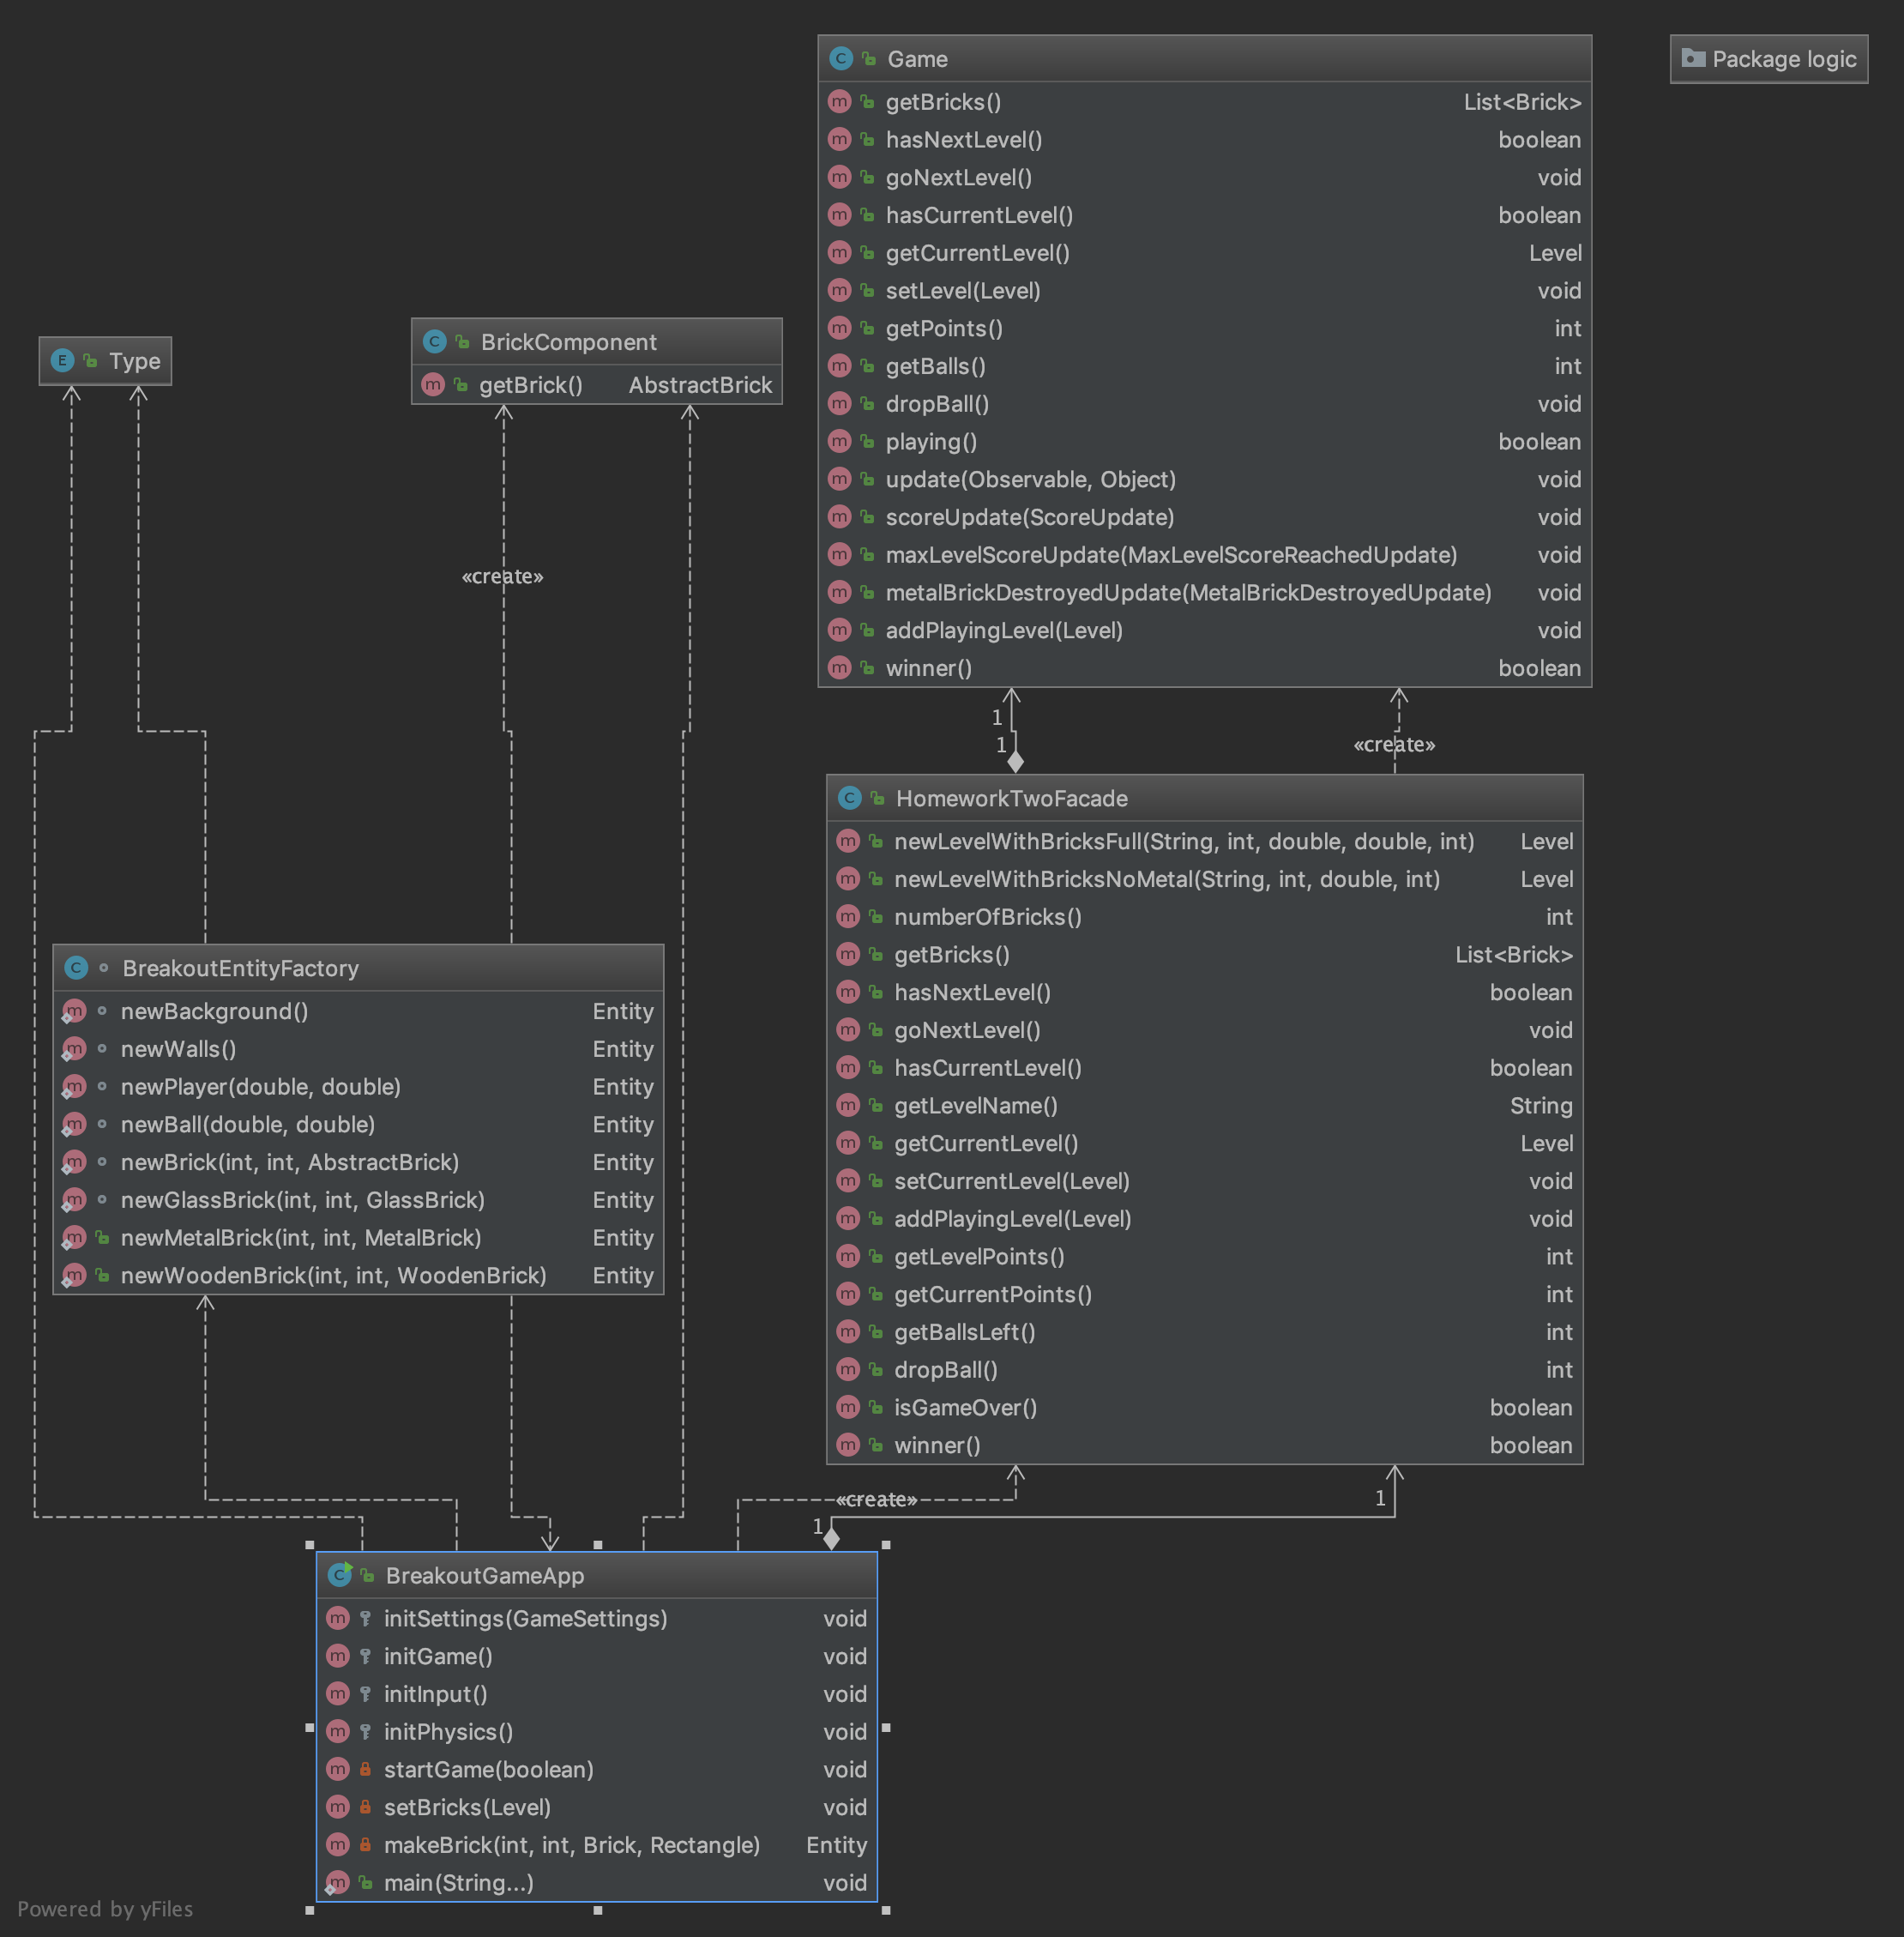 Game
Package logic
getBricks() List<Brick>
hasNextLevel() boolean
goNextLevel() void
hasCurrentLevel() boolean
getCurrentLevel() Level
setLevel(Level) void
getPoints() int
getBalls() int
dropBall() void
playing() boolean
update(Observable, Object) void
scoreUpdate(ScoreUpdate) void
maxLevelScoreUpdate(MaxLevelScoreReachedUpdate) void
metalBrickDestroyedUpdate(MetalBrickDestroyedUpdate) void
addPlayingLevel(Level) void
winner() boolean
Type
BrickComponent
getBrick() AbstractBrick
«create»
1
1
«create»
HomeworkTwoFacade
newLevelWithBricksFull(String, int, double, double, int) Level
newLevelWithBricksNoMetal(String, int, double, int) Level
numberOfBricks() int
getBricks() List<Brick>
hasNextLevel() boolean
goNextLevel() void
hasCurrentLevel() boolean
getLevelName() String
getCurrentLevel() Level
setCurrentLevel(Level) void
addPlayingLevel(Level) void
getLevelPoints() int
getCurrentPoints() int
getBallsLeft() int
dropBall() int
isGameOver() boolean
winner() boolean
BreakoutEntityFactory
newBackground() Entity
newWalls() Entity
newPlayer(double, double) Entity
newBall(double, double) Entity
newBrick(int, int, AbstractBrick) Entity
newGlassBrick(int, int, GlassBrick) Entity
newMetalBrick(int, int, MetalBrick) Entity
newWoodenBrick(int, int, WoodenBrick) Entity
«create»
1
1
BreakoutGameApp
initSettings(GameSettings) void
initGame() void
initInput() void
initPhysics() void
startGame(boolean) void
setBricks(Level) void
makeBrick(int, int, Brick, Rectangle) Entity
main(String...) void
Powered by yFiles